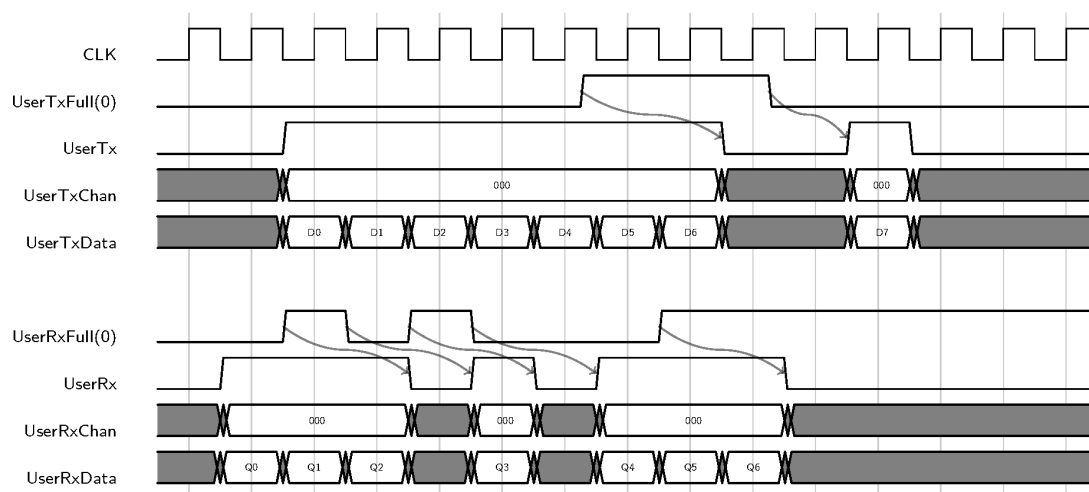 CLK
UserTxFull(0)
UserTx
UserTxChan 000 000
UserTxData D0 D1 D2 D3 D4 D5 D6 D7
UserRxFull(0)
UserRx
UserRxChan 000 000 000
UserRxData Q0 Q1 Q2 Q3 Q4 Q5 Q6